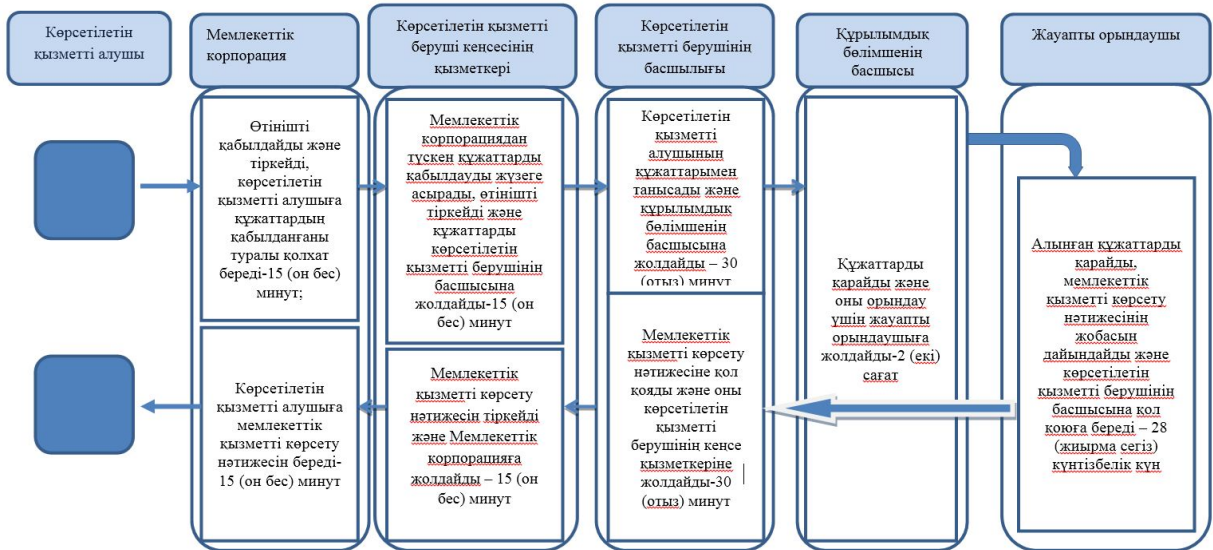 Көрсетілетін
қызметті алушы
Мемлекеттік
корпорация
Көрсетілетін қызметті
беруші кеңсесінің
қызметкері
Көрсетілетін
қызметті берушінің
басшылығы
Құрылымдық
бөлімшенің
басшысы
Жауапты орындаушы
Өтінішті
қабылдайды және
тіркейді,
көрсетілетін
қызметті алушыға
құжаттардың
қабылданғаны
туралы қолхат
береді-15 (он бес)
минут;
Мемлекеттік
корпорациядан
түскен құжаттарды
қабылдауды жүзеге
асырады, өтінішті
тіркейді және
құжаттарды
көрсетілетін
қызметті берушінің
басшысына
жолдайды-15 (он
бес) минут
Көрсетілетін
қызметті
алушының
құжаттарымен
танысады және
құрылымдық
бөлімшенің
басшысына
жолдайды – 30
(отыз) минут
Құжаттарды
қарайды және
оны орындау
үшін жауапты
орындаушыға
жолдайды-2 (екі)
сағат
Алынған құжаттарды
қарайды,
мемлекеттік
қызметті көрсету
нәтижесінің
жобасын
дайындайды және
көрсетілетін
қызметті берушінің
басшысына қол
қоюға береді – 28
(жиырма сегіз)
күнтізбелік күн
Мемлекеттік
қызметті көрсету
нәтижесіне қол
қояды және оны
көрсетілетін
қызметті
берушінің кеңсе
қызметкеріне
жолдайды-30
(отыз) минут
Мемлекеттік
қызметті көрсету
нәтижесін тіркейді
және Мемлекеттік
корпорацияға
жолдайды – 15 (он
бес) минут
Көрсетілетін
қызметті алушыға
мемлекеттік
қызметті көрсету
нәтижесін береді-
15 (он бес) минут